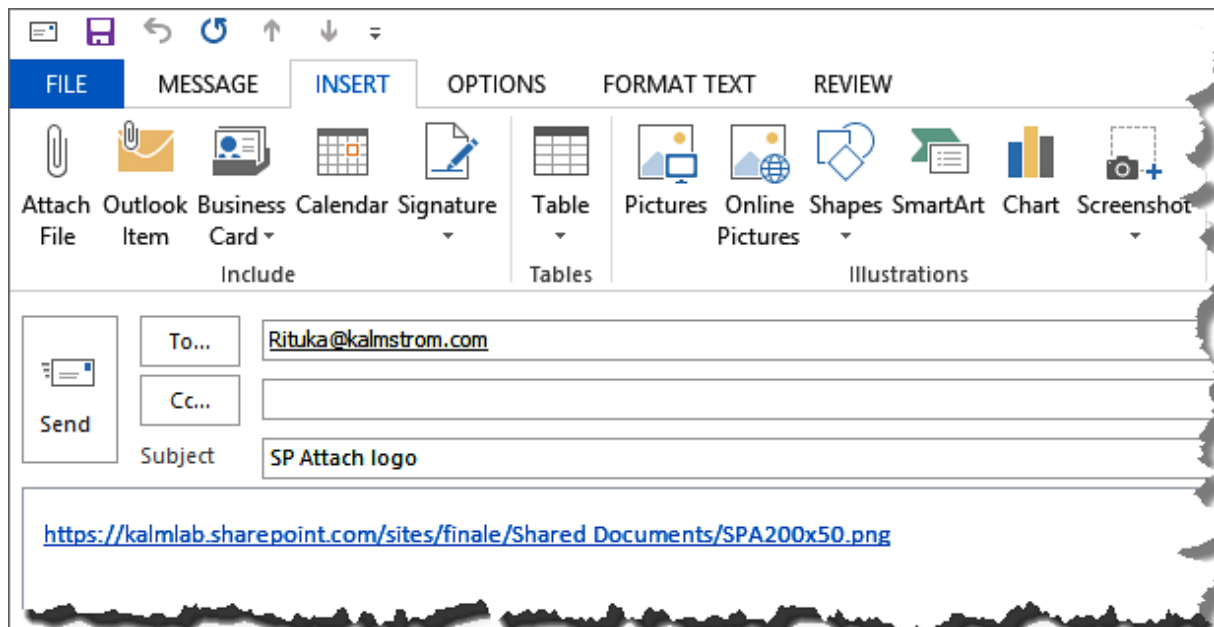 FILE MESSAGE INSERT OPTIONS FORMAT TEXT REVIEW
Attach Outlook Business Calendar Signature Table Pictures Online Shapes SmartArt Chart Screenshot
File Item Card Pictures
Include Tables Illustrations
To... Rituka@kalmstrom.com
Cc...
Send
Subject SP Attach logo
https://kalmlab.sharepoint.com/sites/finale/Shared Documents/SPA200x50.png